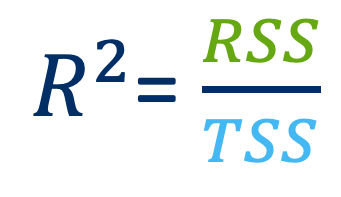 R² = RSS / TSS